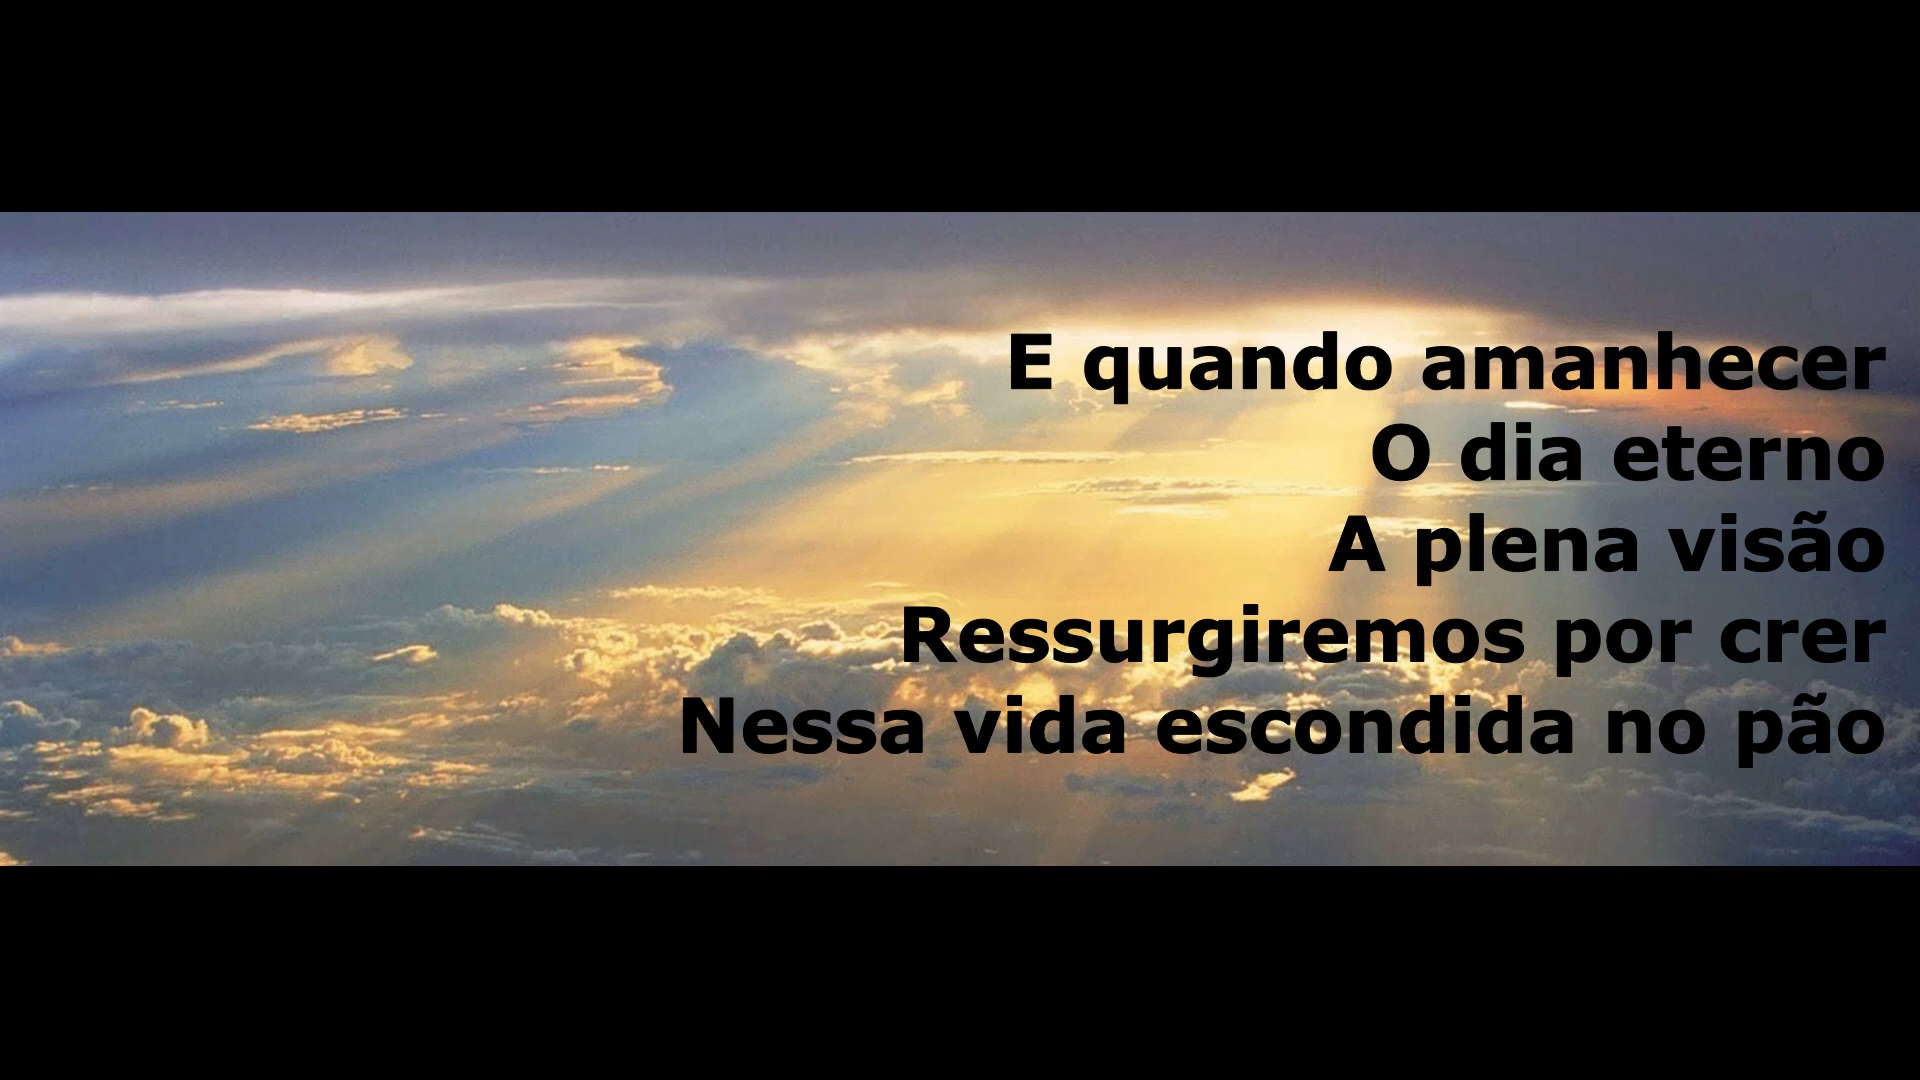 E quando amanhecer
O dia eterno
A plena visão
Ressurgiremos por crer
Nessa vida escondida no pão